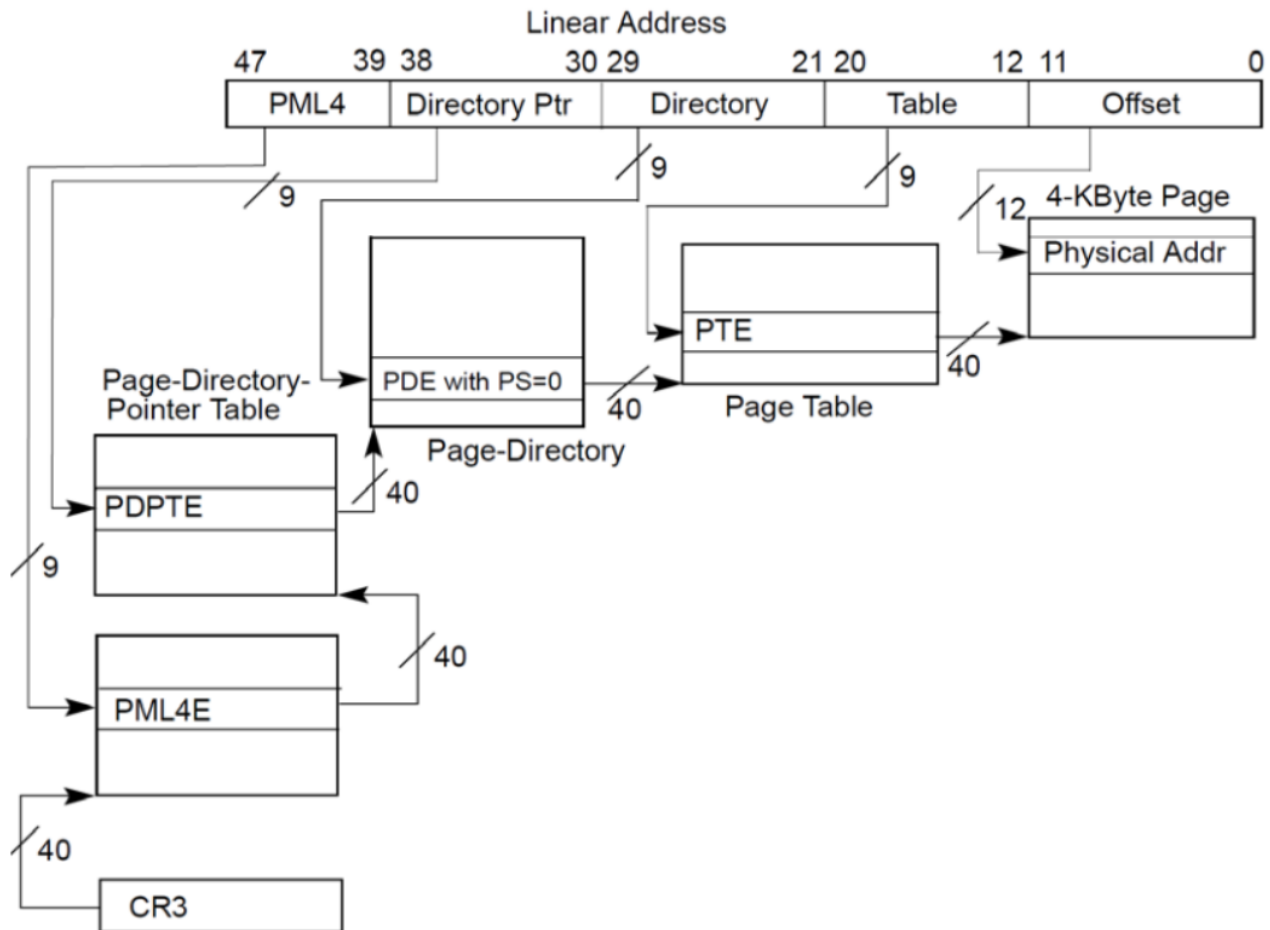 Linear Address
47 39 38 30 29 21 20 12 11 0
PML4 Directory Ptr Directory Table Offset
9 9 9
12 4-KByte Page
Physical Addr
PTE
40
Page-Directory-
Pointer Table
PDE with PS=0
40
Page Table
Page-Directory
40
PDPTE
9
40
PML4E
40
CR3